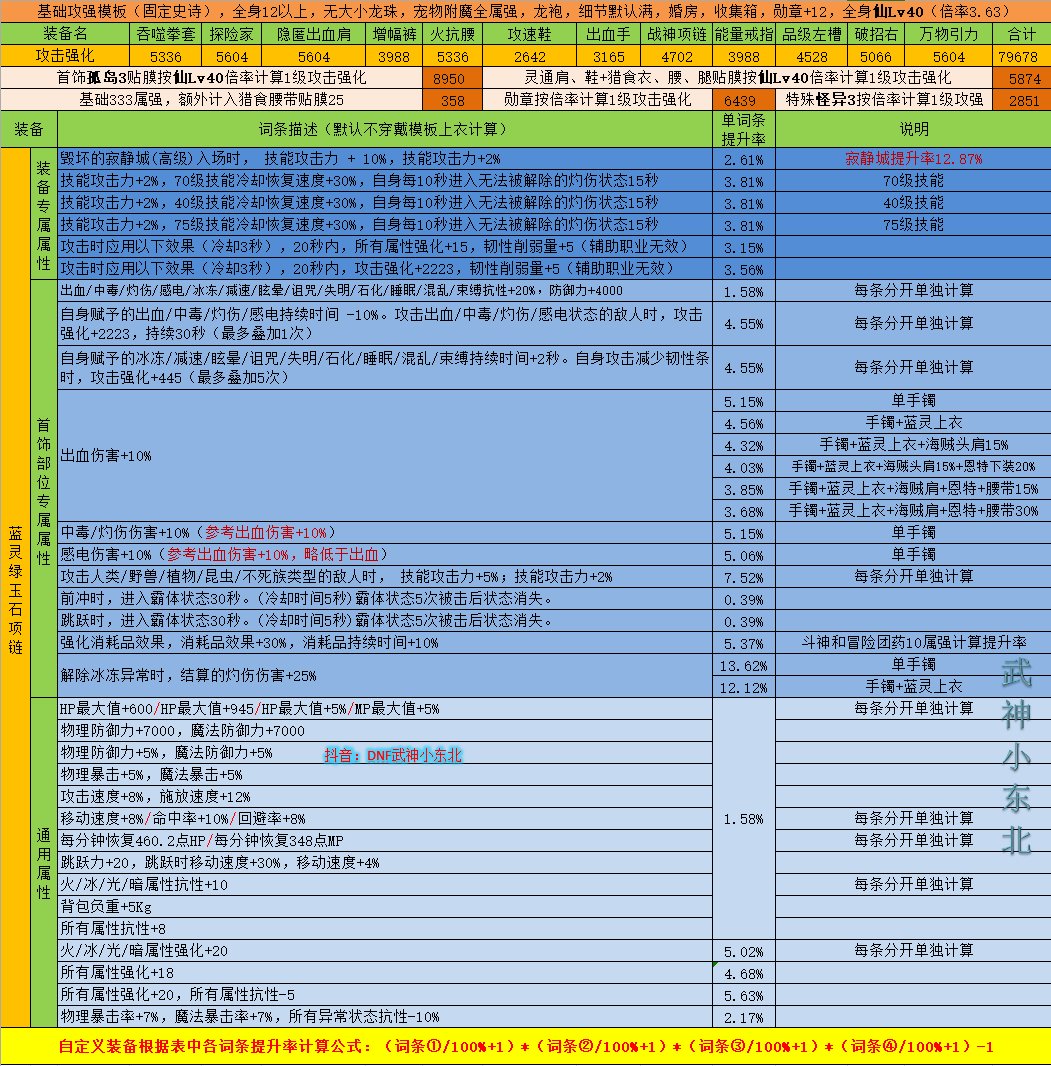 基础攻强模板（固定史诗），全身12以上，无大小龙珠，宠物附魔全属强，龙袍，细节默认满，婚房，收集箱，勋章+12，全身仙Lv40（倍率3.63）
装备名 吞噬拳套 探险家 隐匿出血肩 增幅裤 火抗腰 攻速鞋 出血手 战神项链 能量戒指 品级左槽 破招右 万物引力 合计
攻击强化 5336 5604 5604 3988 5336 2642 3165 4702 3988 4528 5066 5604 79678
首饰孤岛3贴膜按仙LV40倍率计算1级攻击强化 8950 灵通肩、鞋+猎食衣、腰、腿贴膜按仙LV40倍率计算1级攻击强化 5874
基础333属强，额外计入猎食腰带贴膜25 358 勋章按倍率计算1级攻击强化 6439 特殊怪异3按倍率计算1级攻强 2851
装备 词条描述（默认不穿戴模板上衣计算） 单词条提升率 说明
蓝灵绿玉石项链
装备专属属性
毁坏的寂静城(高级)入场时， 技能攻击力 + 10%，技能攻击力+2% 2.61% 寂静城提升率12.87%
技能攻击力+2%，70级技能冷却恢复速度+30%，自身每10秒进入无法被解除的灼伤状态15秒 3.81% 70级技能
技能攻击力+2%，40级技能冷却恢复速度+30%，自身每10秒进入无法被解除的灼伤状态15秒 3.81% 40级技能
技能攻击力+2%，75级技能冷却恢复速度+30%，自身每10秒进入无法被解除的灼伤状态15秒 3.81% 75级技能
攻击时应用以下效果（冷却3秒），20秒内，所有属性强化+15，韧性削弱量+5（辅助职业无效） 3.15%
攻击时应用以下效果（冷却3秒），20秒内，攻击强化+2223，韧性削弱量+5（辅助职业无效） 3.56%
首饰部位专属属性
出血/中毒/灼伤/感电/冰冻/减速/眩晕/诅咒/失明/石化/睡眠/混乱/束缚抗性+20%，防御力+4000 1.58% 每条分开单独计算
自身赋予的出血/中毒/灼伤/感电持续时间 -10%。攻击出血/中毒/灼伤/感电状态的敌人时，攻击
强化+2223，持续30秒（最多叠加1次） 4.55% 每条分开单独计算
自身赋予的冰冻/减速/眩晕/诅咒/失明/石化/睡眠/混乱/束缚持续时间+2秒。自身攻击减少韧性条
时，攻击强化+445（最多叠加5次） 4.55% 每条分开单独计算
出血伤害+10%
5.15% 单手镯
4.56% 手镯+蓝灵上衣
4.32% 手镯+蓝灵上衣+海贼头肩15%
4.03% 手镯+蓝灵上衣+海贼头肩15%+恩特下装20%
3.85% 手镯+蓝灵上衣+海贼肩+恩特+腰带15%
3.68% 手镯+蓝灵上衣+海贼肩+恩特+腰带30%
中毒/灼伤伤害+10%（参考出血伤害+10%） 5.15% 单手镯
感电伤害+10%（参考出血伤害+10%，略低于出血） 5.06% 单手镯
攻击人类/野兽/植物/昆虫/不死族类型的敌人时， 技能攻击力+5%；技能攻击力+2% 7.52% 每条分开单独计算
前冲时，进入霸体状态30秒。(冷却时间5秒)霸体状态5次被击后状态消失。 0.39%
跳跃时，进入霸体状态30秒。(冷却时间5秒)霸体状态5次被击后状态消失。 0.39%
强化消耗品效果，消耗品效果+30%，消耗品持续时间+10% 5.37% 斗神和冒险团药10属强计算提升率
解除冰冻异常时，结算的灼伤伤害+25%
13.62% 单手镯
12.12% 手镯+蓝灵上衣
通用属性
HP最大值+600/HP最大值+945/HP最大值+5%/MP最大值+5% 每条分开单独计算
物理防御力+7000，魔法防御力+7000
物理防御力+5%，魔法防御力+5% 抖音：DNF武神小东北
物理暴击+5%，魔法暴击+5%
攻击速度+8%，施放速度+12%
移动速度+8%/命中率+10%/回避率+8% 1.58% 每条分开单独计算
每分钟恢复460.2点HP/每分钟恢复348点MP 每条分开单独计算
跳跃力+20，跳跃时移动速度+30%，移动速度+4%
火/冰/光/暗属性抗性+10 每条分开单独计算
背包负重+5Kg
所有属性抗性+8
火/冰/光/暗属性强化+20 5.02% 每条分开单独计算
所有属性强化+18 4.68%
所有属性强化+20，所有属性抗性-5 5.63%
物理暴击率+7%，魔法暴击率+7%，所有异常状态抗性-10% 2.17%
武神小东北
自定义装备根据表中各词条提升率计算公式：（词条①/100%+1）*（词条②/100%+1）*（词条③/100%+1）*（词条④/100%+1）-1